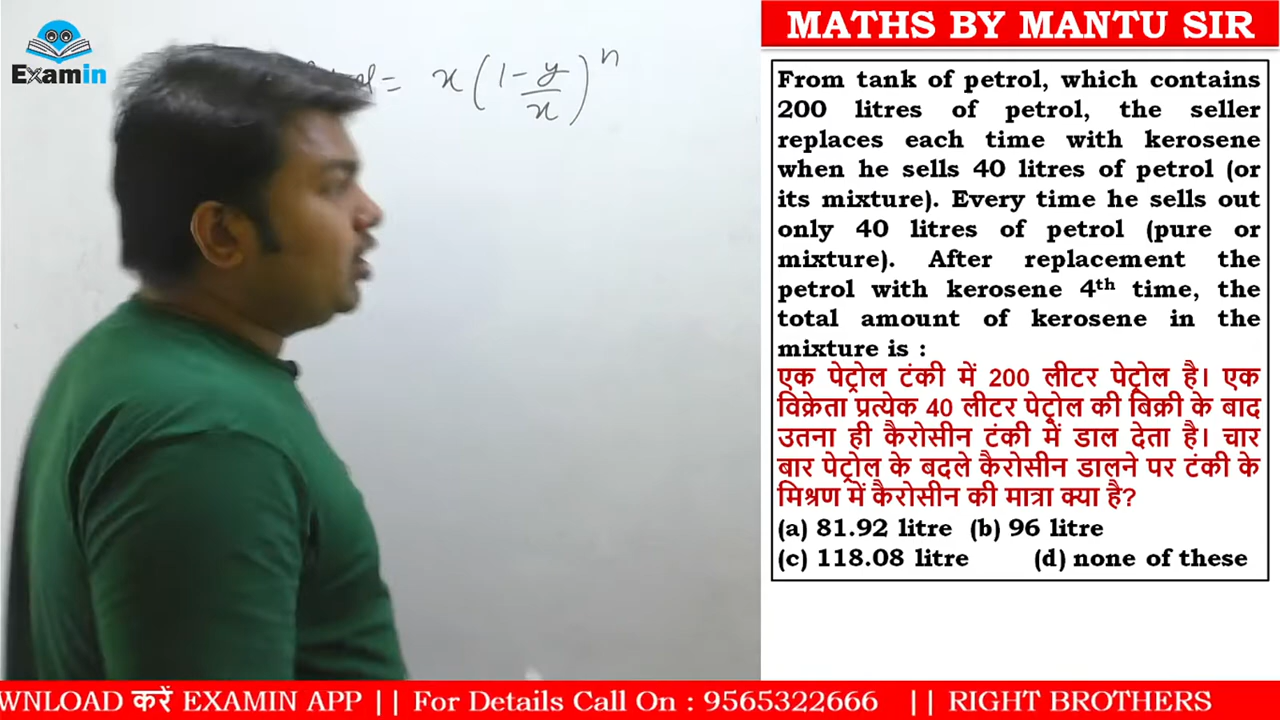 Examin
= x(1-y/x)^n
MATHS BY MANTU SIR
From tank of petrol, which contains
200 litres of petrol, the seller
replaces each time with kerosene
when he sells 40 litres of petrol (or
its mixture). Every time he sells out
only 40 litres of petrol (pure or
mixture). After replacement the
petrol with kerosene 4th time, the
total amount of kerosene in the
mixture is :
एक पेट्रोल टंकी में 200 लीटर पेट्रोल है। एक
विक्रेता प्रत्येक 40 लीटर पेट्रोल की बिक्री के बाद
उतना ही कैरोसीन टंकी में डाल देता है। चार
बार पेट्रोल के बदले कैरोसीन डालने पर टंकी के
मिश्रण में कैरोसीन की मात्रा क्या है?
(a) 81.92 litre (b) 96 litre
(c) 118.08 litre (d) none of these
WNLOAD करें EXAMIN APP || For Details Call On : 9565322666 || RIGHT BROTHERS